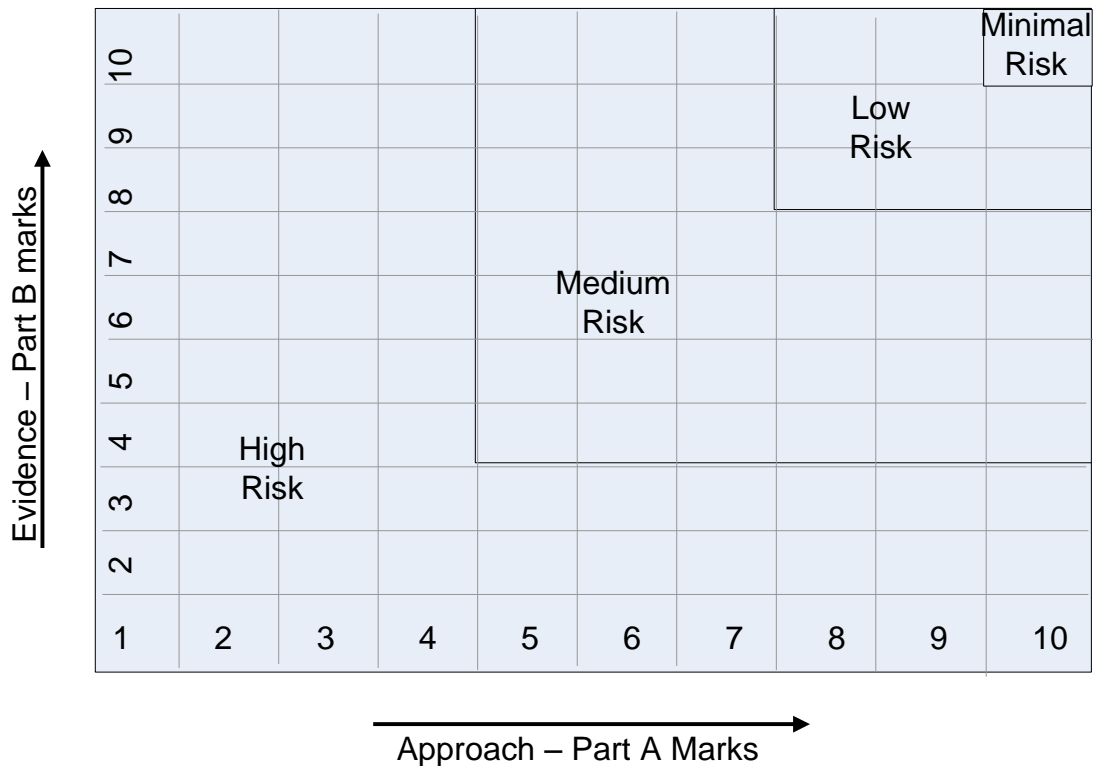 Minimal
Risk
10
Low
Risk
9
8
7
Medium
Risk
6
5
4
High
Risk
3
2
1 2 3 4 5 6 7 8 9 10
Evidence – Part B marks
Approach – Part A Marks